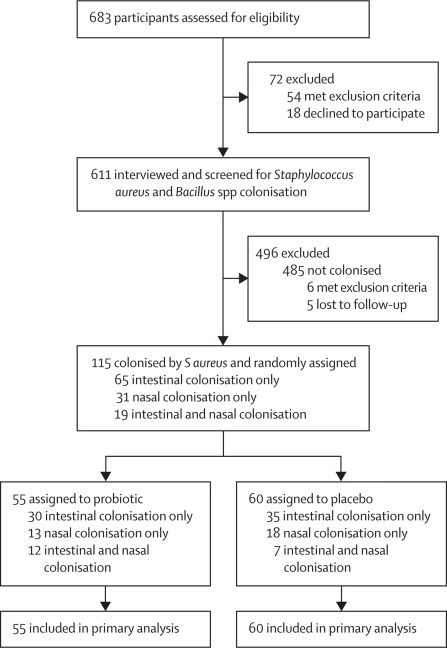 683 participants assessed for eligibility
72 excluded
54 met exclusion criteria
18 declined to participate
611 interviewed and screened for Staphylococcus
aureus and Bacillus spp colonisation
496 excluded
485 not colonised
6 met exclusion criteria
5 lost to follow-up
115 colonised by S aureus and randomly assigned
65 intestinal colonisation only
31 nasal colonisation only
19 intestinal and nasal colonisation
55 assigned to probiotic
30 intestinal colonisation only
13 nasal colonisation only
12 intestinal and nasal
colonisation
60 assigned to placebo
35 intestinal colonisation only
18 nasal colonisation only
7 intestinal and nasal
colonisation
55 included in primary analysis
60 included in primary analysis